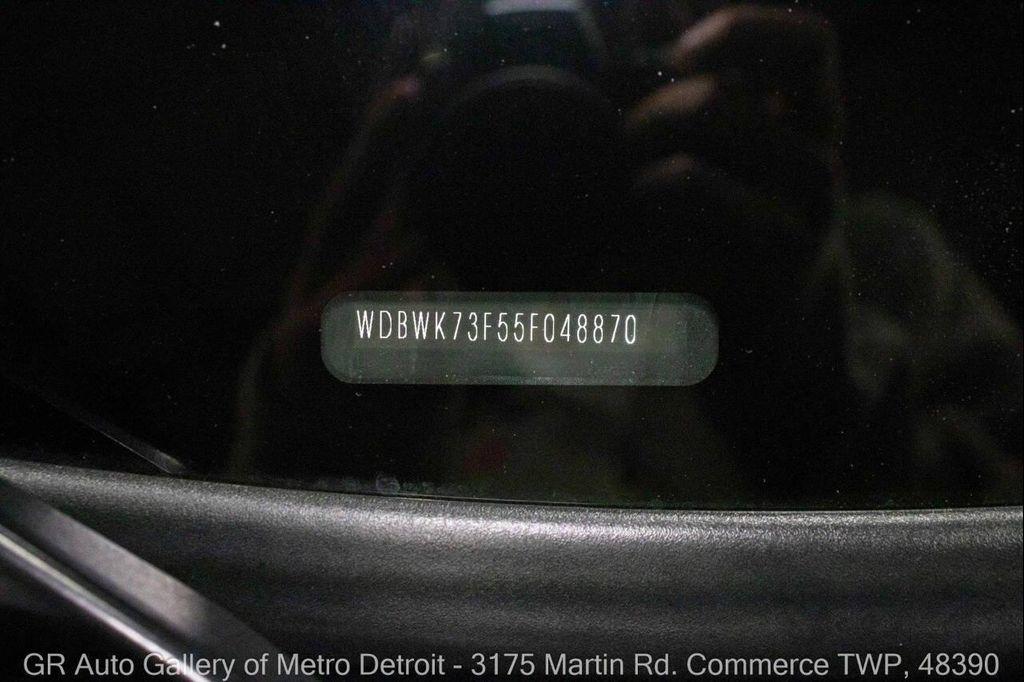 WDBWK73F55F048870
GR Auto Gallery of Metro Detroit - 3175 Martin Rd. Commerce TWP, 48390